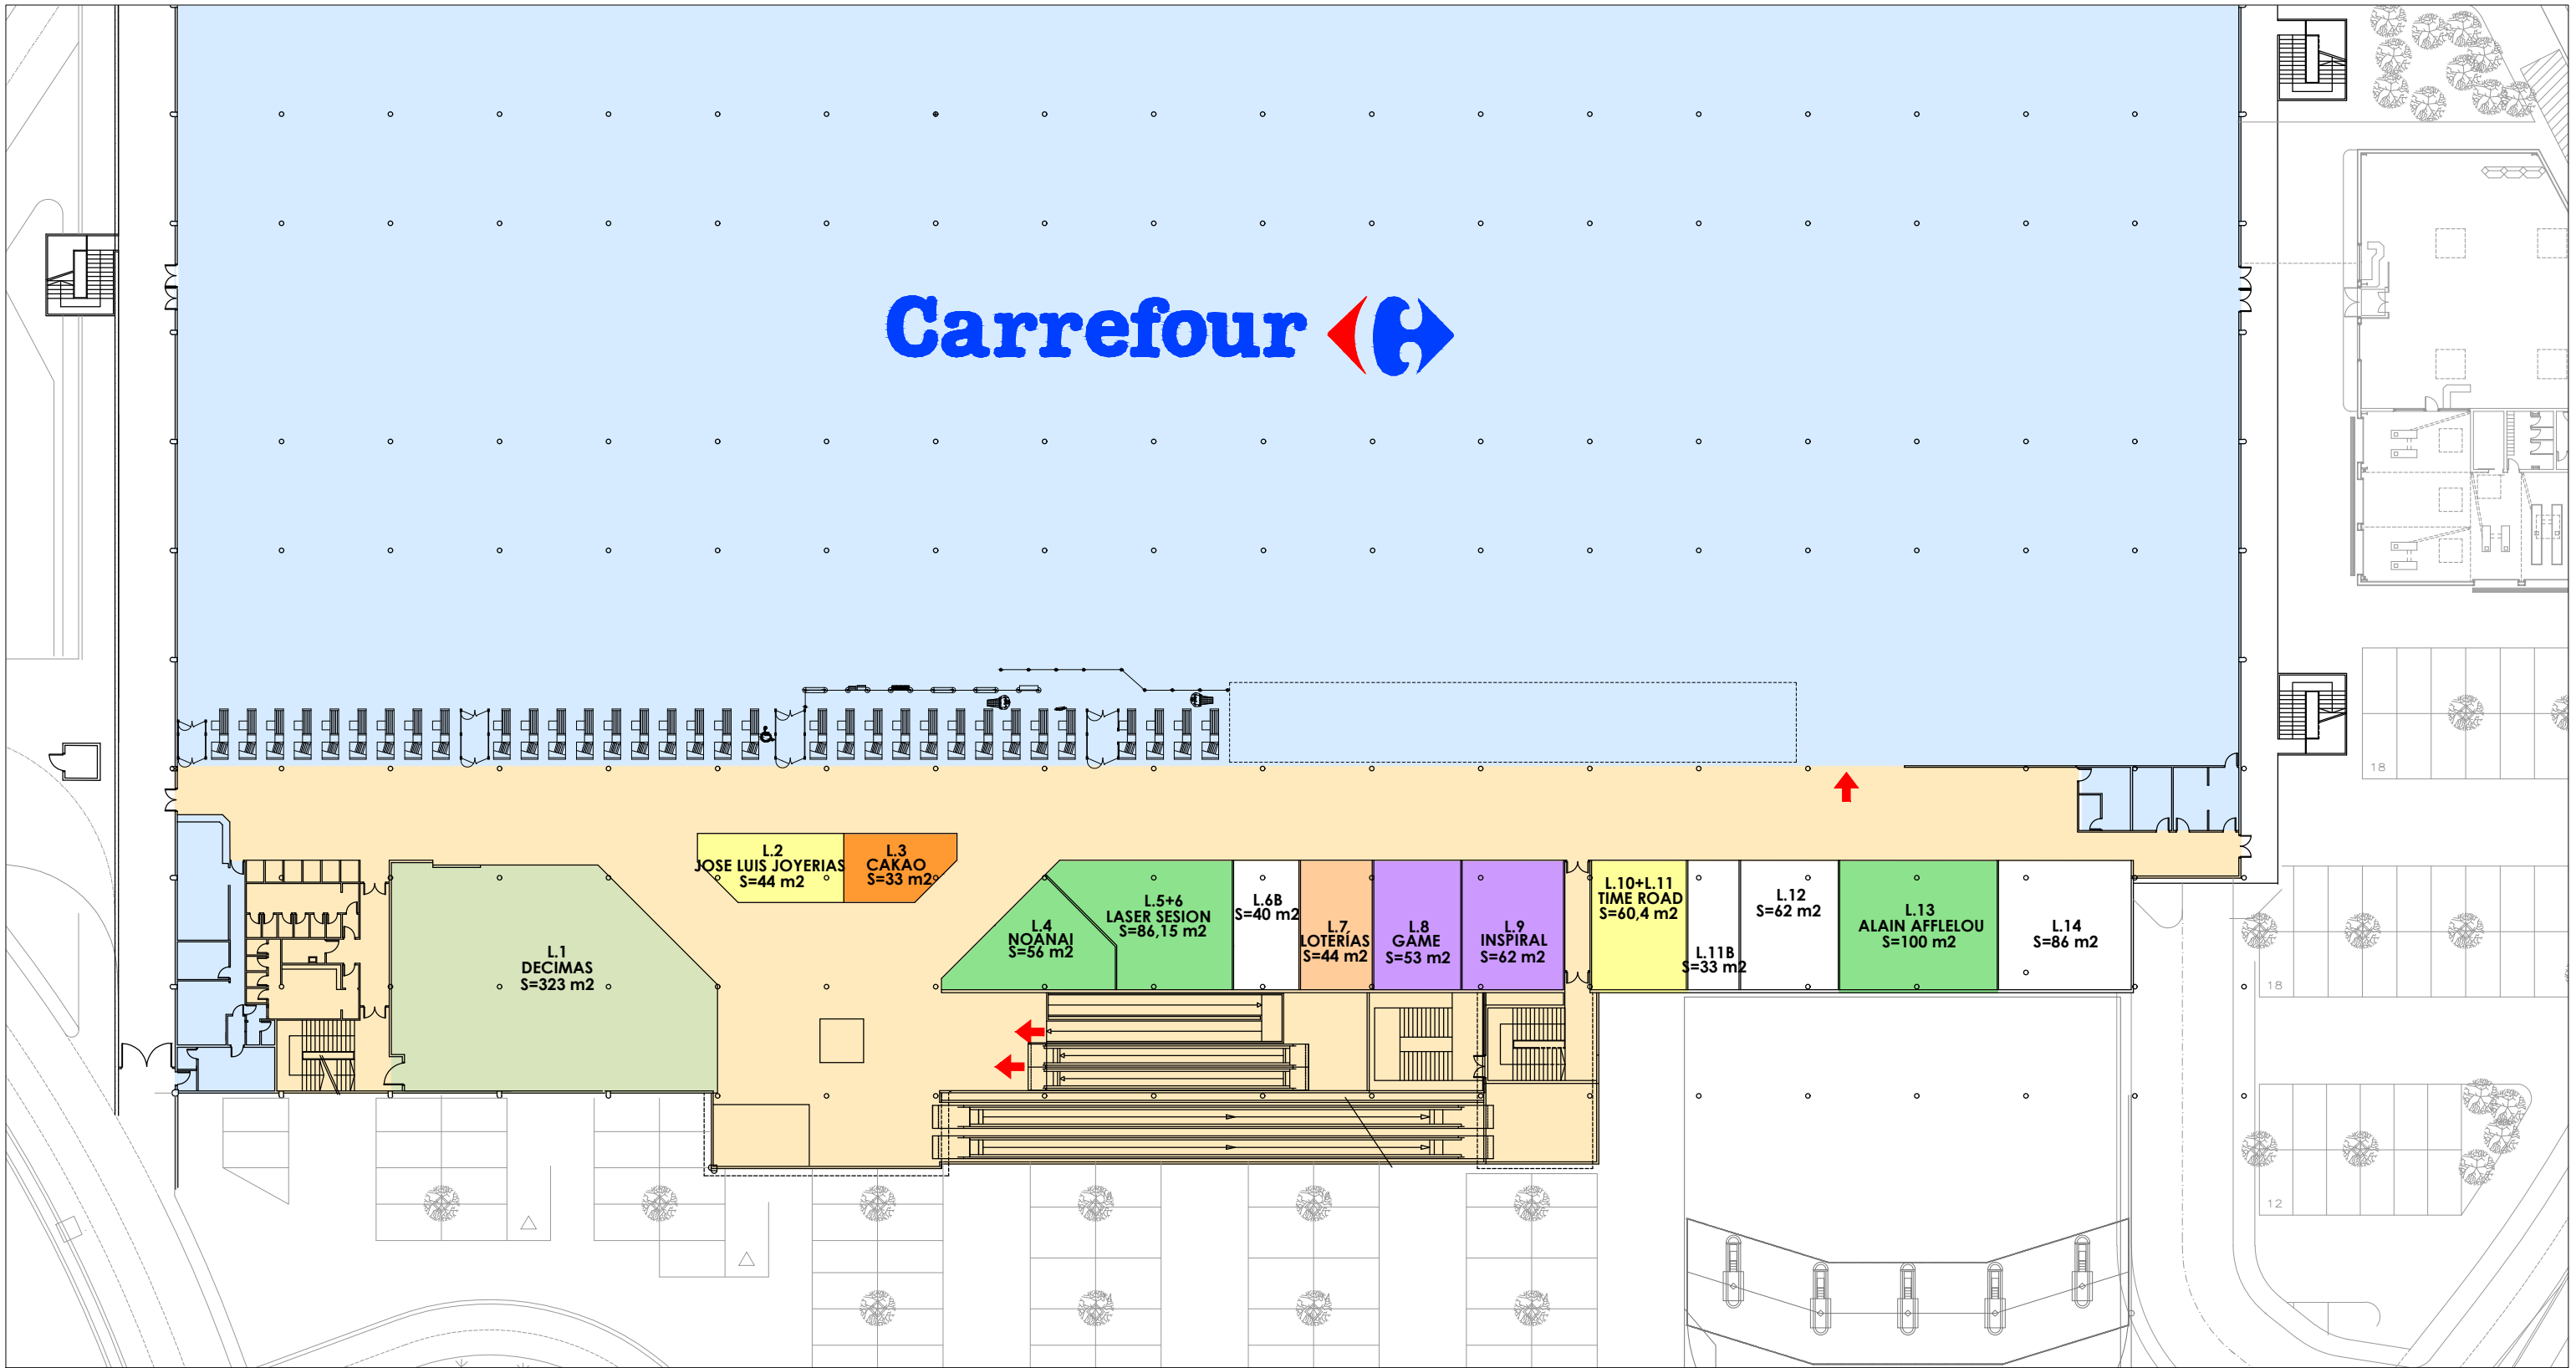 Carrefour
18
L.2
JOSE LUIS JOYERIAS
S=44 m2
L.3
CAKAO
S=33 m2
L.1
DECIMAS
S=323 m2
L.4
NOANAI
S=56 m2
L.5+6
LASER SESION
S=86,15 m2
L.6B
S=40 m2
L.7
LOTERÍAS
S=44 m2
L.8
GAME
S=53 m2
L.9
INSPIRAL
S=62 m2
L.10+L.11
TIME ROAD
S=60,4 m2
L.11B
S=33 m2
L.12
S=62 m2
L.13
ALAIN AFFLELOU
S=100 m2
L.14
S=86 m2
18
12